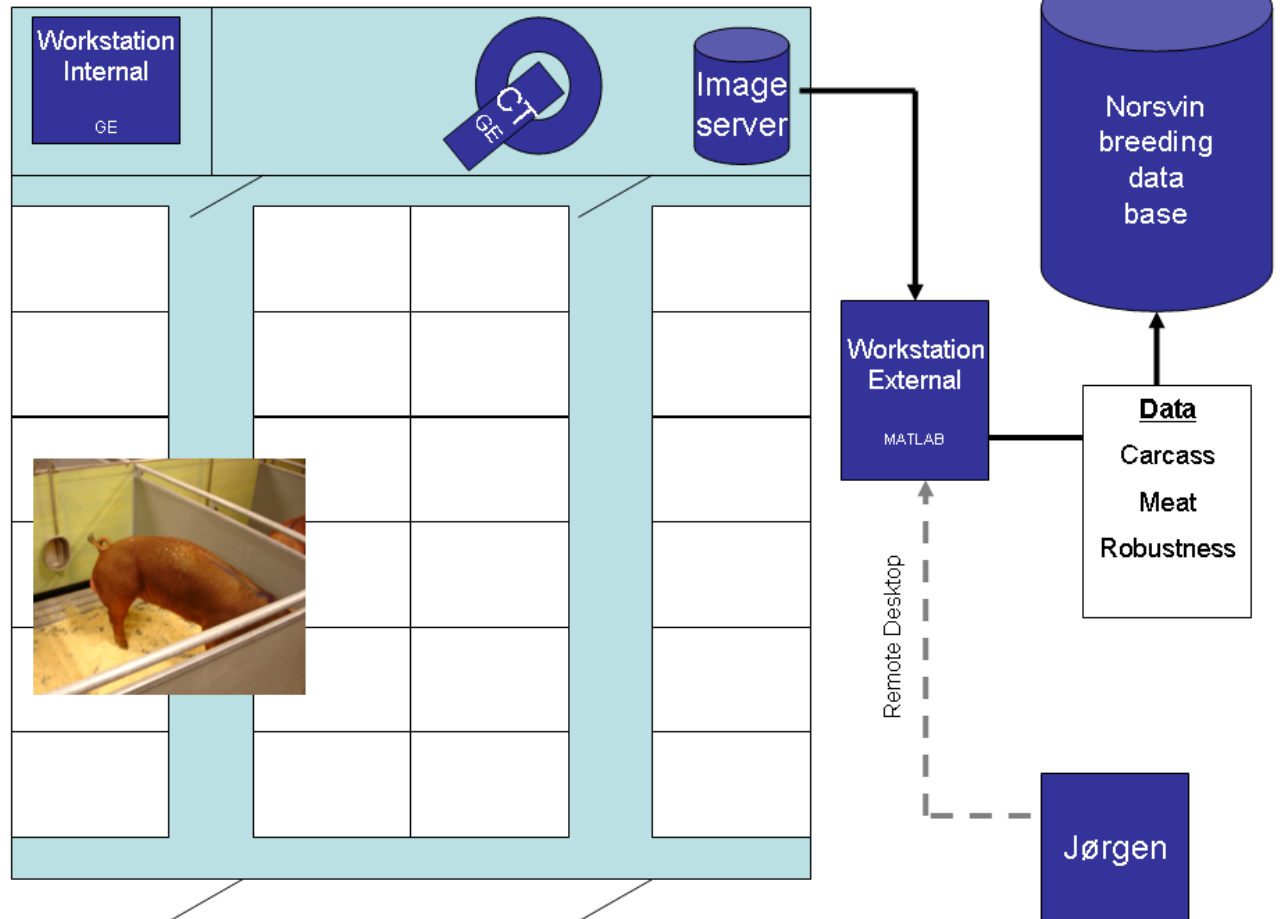 Workstation
Internal
GE
CT
GE
Image
server
Norsvin
breeding
data
base
Workstation
External
MATLAB
Data
Carcass
Meat
Robustness
Remote Desktop
Jørgen